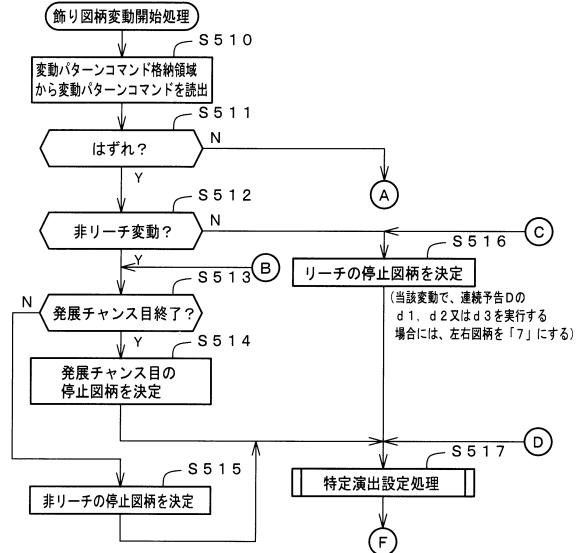 飾り図柄変動開始処理
S510
変動パターンコマンド格納領域
から変動パターンコマンドを読出
S511
はずれ？
N
Y
A
S512
非リーチ変動？
N
C
Y
B
S516
リーチの停止図柄を決定
(当該変動で、連続予告Dの
d1，d2又はd3を実行する
場合には、左右図柄を「7」にする)
S513
N
発展チャンス目終了？
Y
S514
発展チャンス目の
停止図柄を決定
D
S515
非リーチの停止図柄を決定
S517
特定演出設定処理
F